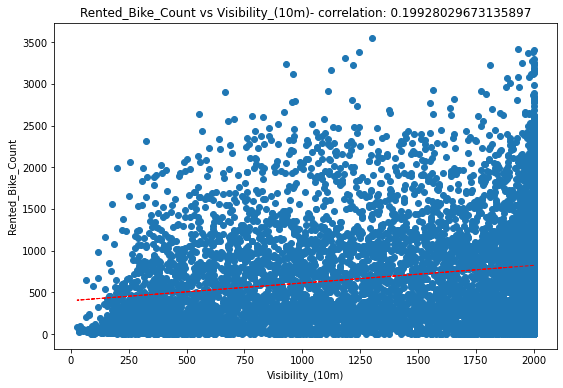 Rented_Bike_Count vs Visibility_(10m)- correlation: 0.19928029673135897
3500
3000
2500
2000
1500
1000
500
0
Rented_Bike_Count
0 250 500 750 1000 1250 1500 1750 2000
Visibility_(10m)